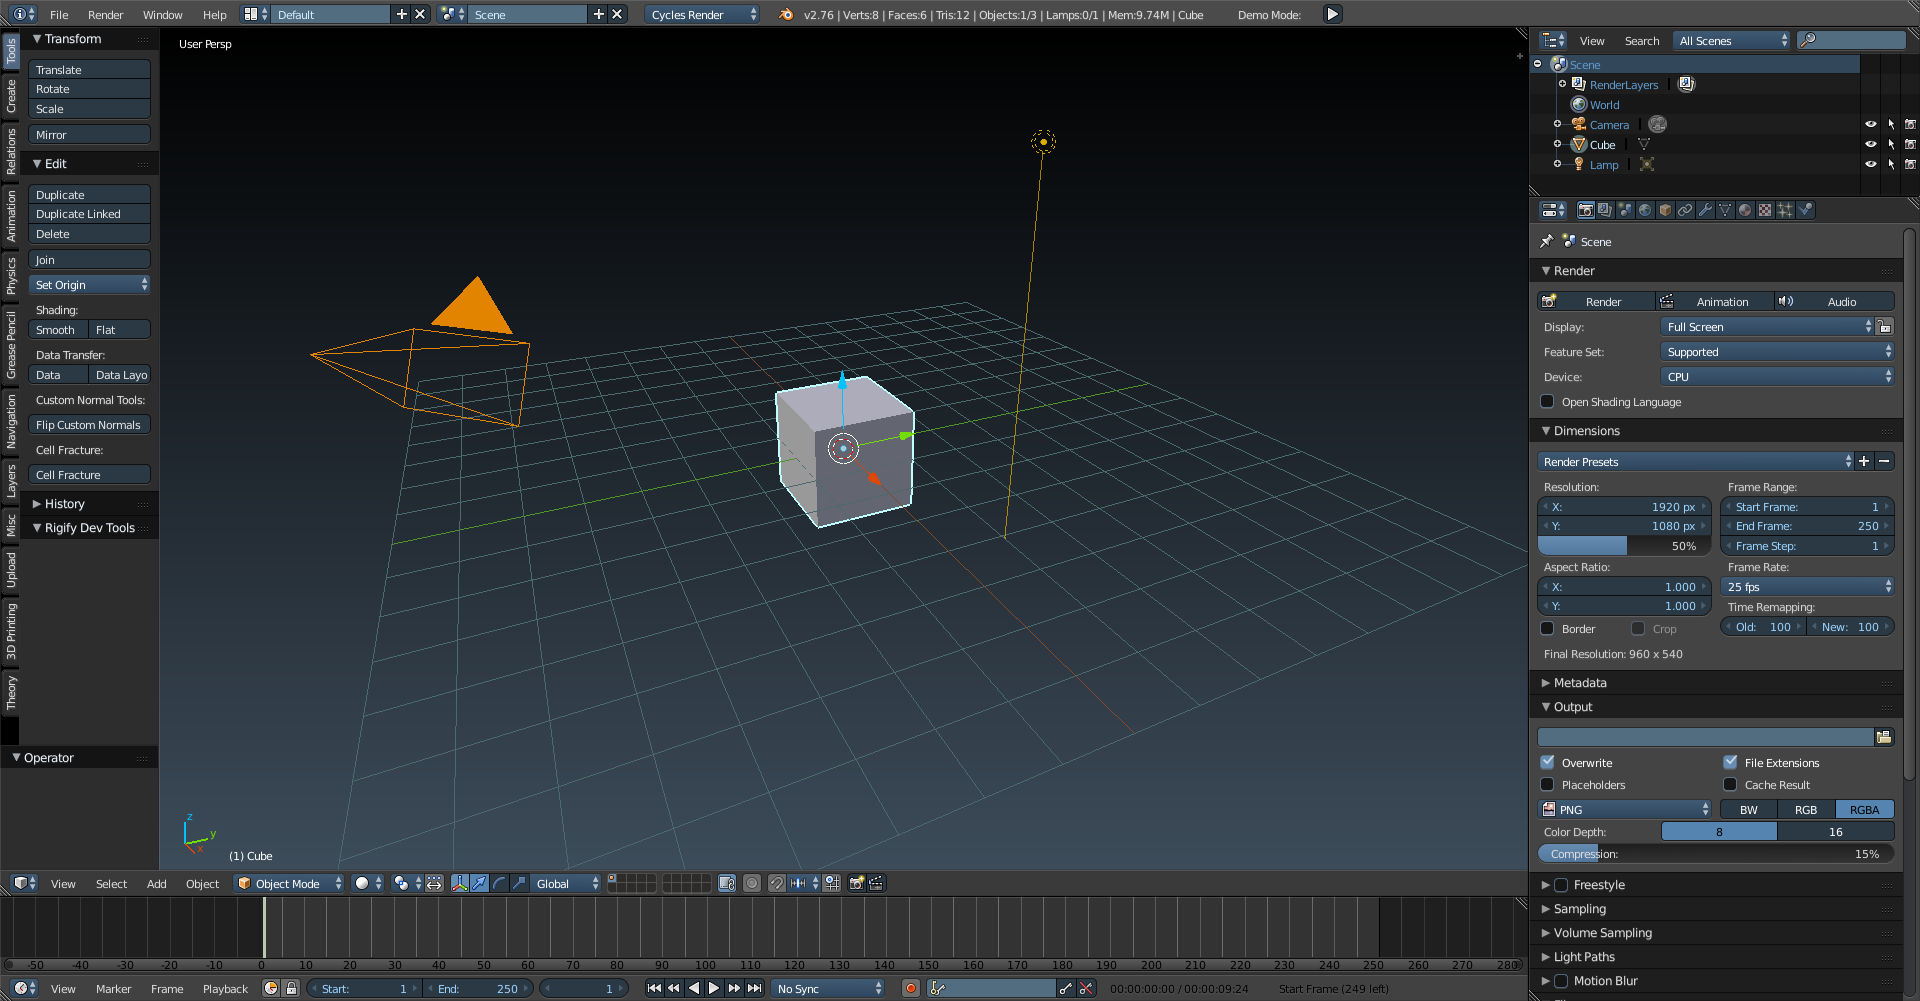 File Render Window Help Default Scene Cycles Render v2.76 | Verts:8 | Faces:6 | Tris:12 | Objects:1/3 | Lamps:0/1 | Mem:9.74M | Cube Demo Mode:
Tools
Create
Relations
Animation
Physics
Grease Pencil
Navigation
Layers
Misc
Upload
3D Printing
Theory
Transform
Translate
Rotate
Scale
Mirror
Edit
Duplicate
Duplicate Linked
Delete
Join
Set Origin
Shading:
Smooth Flat
Data Transfer:
Data Data Layo
Custom Normal Tools:
Flip Custom Normals
Cell Fracture:
Cell Fracture
History
Rigify Dev Tools
Operator
User Persp
z
y
x
(1) Cube
View Select Add Object Object Mode Global
-50 -40 -30 -20 -10 0 10 20 30 40 50 60 70 80 90 100 110 120 130 140 150 160 170 180 190 200 210 220 230 240 250 260 270 280
View Marker Frame Playback Start: 1 End: 250 1 No Sync 00:00:00:00 / 00:00:09:24 Start Frame (249 left)
View Search All Scenes
Scene
RenderLayers
World
Camera
Cube
Lamp
Scene
Render
Render Animation Audio
Display: Full Screen
Feature Set: Supported
Device: CPU
Open Shading Language
Dimensions
Render Presets
Resolution: Frame Range:
X: 1920 px Start Frame: 1
Y: 1080 px End Frame: 250
50% Frame Step: 1
Aspect Ratio: Frame Rate:
X: 1.000 25 fps
Y: 1.000 Time Remapping:
Border Crop Old: 100 New: 100
Final Resolution: 960 x 540
Metadata
Output
Overwrite File Extensions
Placeholders Cache Result
PNG BW RGB RGBA
Color Depth: 8 16
Compression: 15%
Freestyle
Sampling
Volume Sampling
Light Paths
Motion Blur